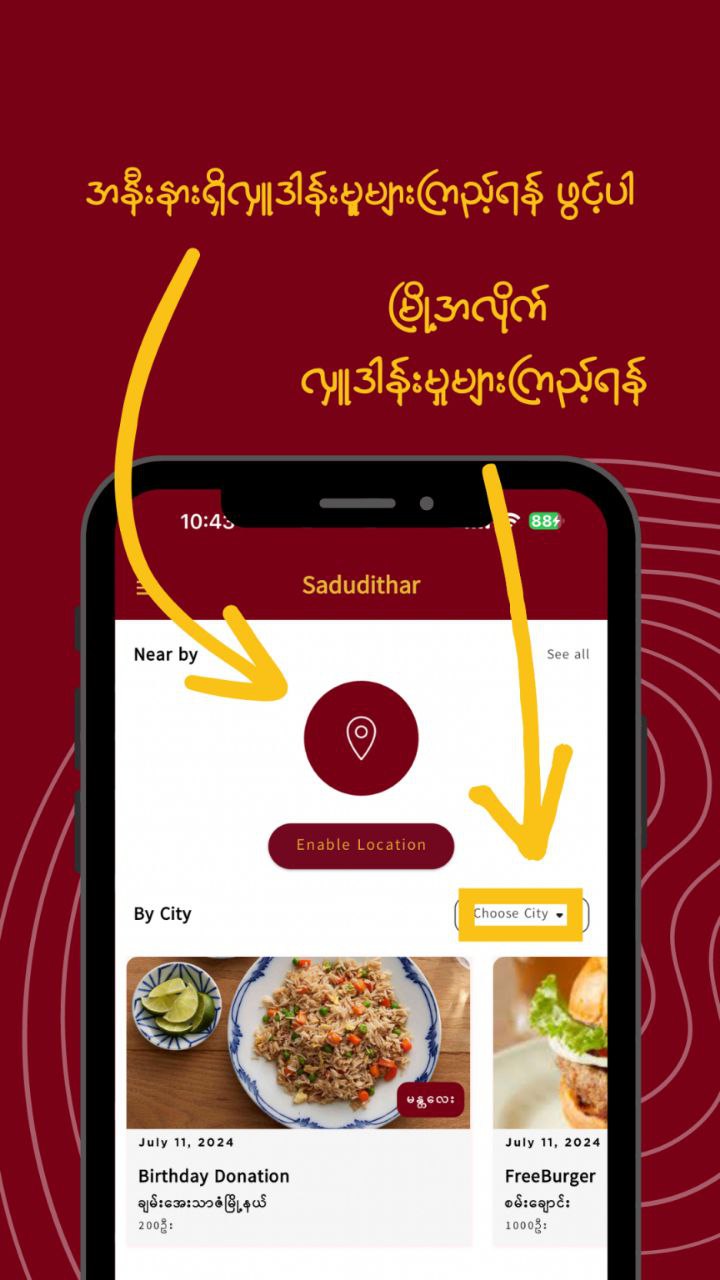 အနီးနားရှိလှူဒါန်းမှုများကြည့်ရန် ဖွင့်ပါ
မြို့အလိုက်
လှူဒါန်းမှုများကြည့်ရန်
10:43
88
Sadudithar
Near by
See all
Enable Location
By City
Choose City
မန္တလေး
July 11, 2024
July 11, 2024
Birthday Donation
FreeBurger
ချမ်းအေးသာဇံမြို့နယ်
စမ်းချောင်း
200ဦး
1000ဦး